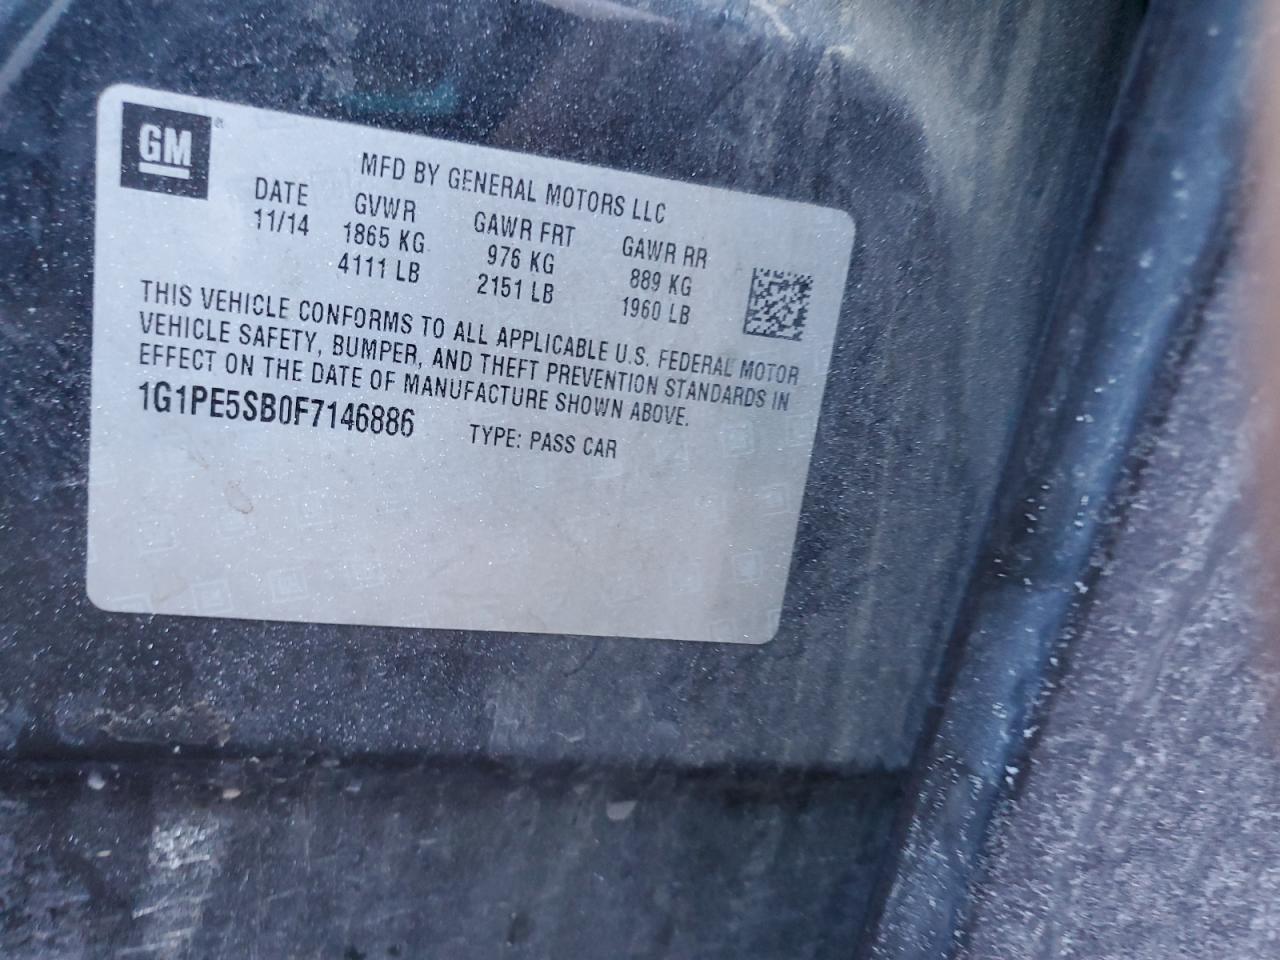 GM
MFD BY GENERAL MOTORS LLC
DATE GVWR GAWR FRT GAWR RR
11/14 1865 KG 976 KG 889 KG
4111 LB 2151 LB 1960 LB
THIS VEHICLE CONFORMS TO ALL APPLICABLE U.S. FEDERAL MOTOR
VEHICLE SAFETY, BUMPER, AND THEFT PREVENTION STANDARDS IN
EFFECT ON THE DATE OF MANUFACTURE SHOWN ABOVE.
1G1PE5SB0F7146886 TYPE: PASS CAR